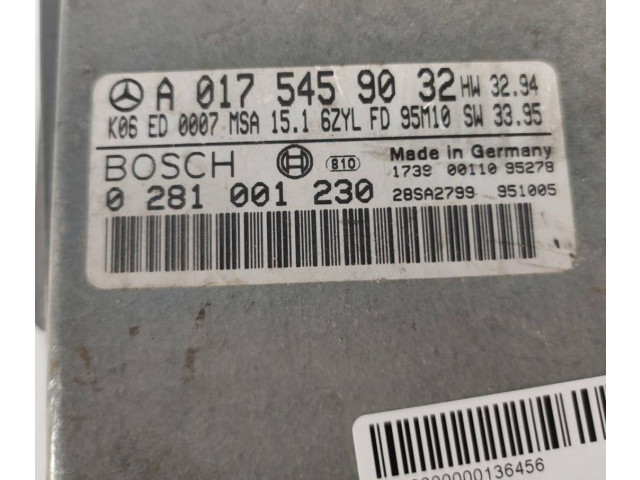 A 017 545 90 32 HW 32.94
K06 ED 0007 MSA 15.1 6ZYL FD 95M10 SW 33.95
BOSCH 810 Made in Germany
1739 00110 95278
0 281 001 230 28SA2799 951005
0000000136456